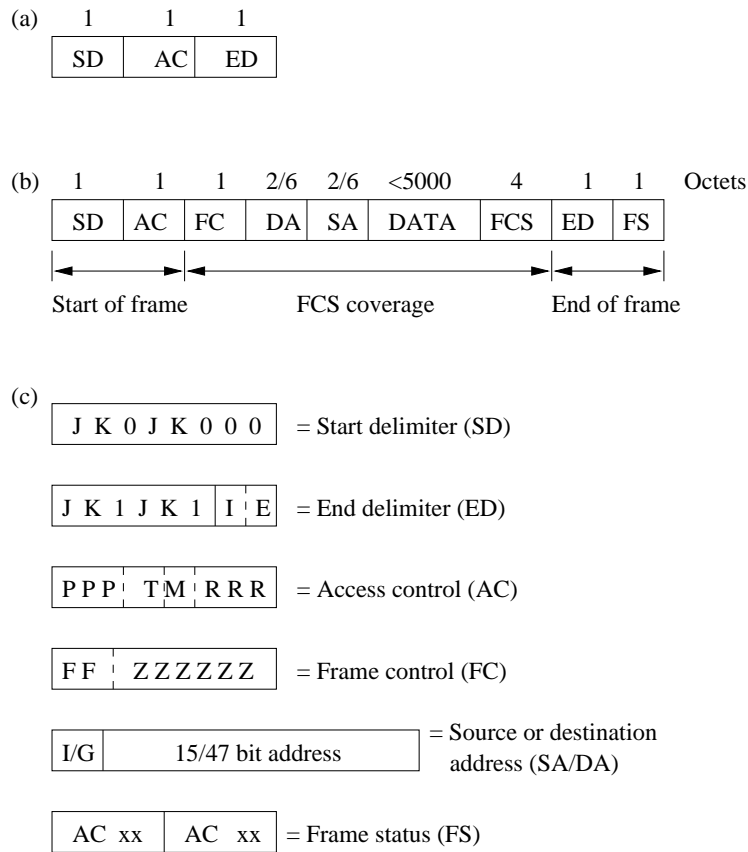 (a) 1 1 1
SD AC ED
(b) 1 1 1 2/6 2/6 <5000 4 1 1 Octets
SD AC FC DA SA DATA FCS ED FS
Start of frame FCS coverage End of frame
(c)
J K 0 J K 0 0 0 = Start delimiter (SD)
J K 1 J K 1 I E = End delimiter (ED)
P P P T M R R R = Access control (AC)
F F Z Z Z Z Z Z = Frame control (FC)
I/G 15/47 bit address = Source or destination
address (SA/DA)
AC xx AC xx = Frame status (FS)